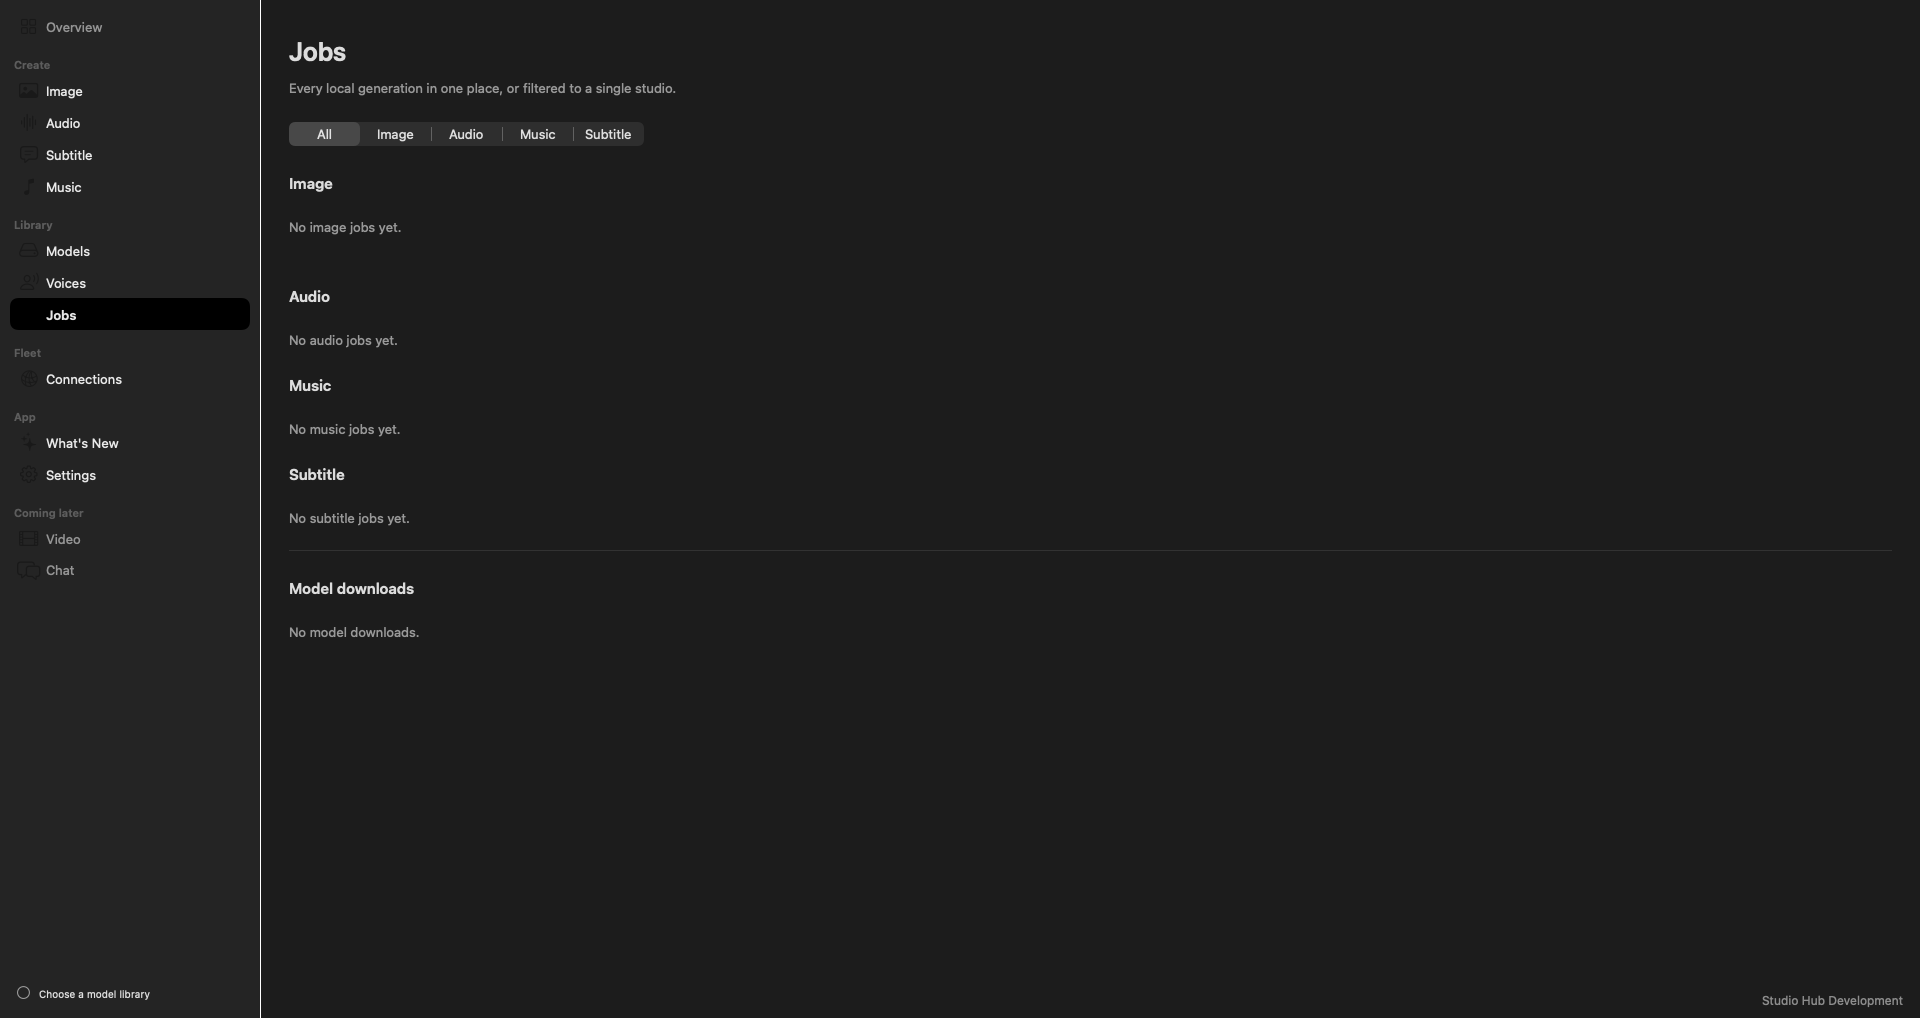 Overview
Create
Image
Audio
Subtitle
Music
Library
Models
Voices
Jobs
Fleet
Connections
App
What's New
Settings
Coming later
Video
Chat
Choose a model library
Jobs
Every local generation in one place, or filtered to a single studio.
All Image Audio Music Subtitle
Image
No image jobs yet.
Audio
No audio jobs yet.
Music
No music jobs yet.
Subtitle
No subtitle jobs yet.
Model downloads
No model downloads.
Studio Hub Development